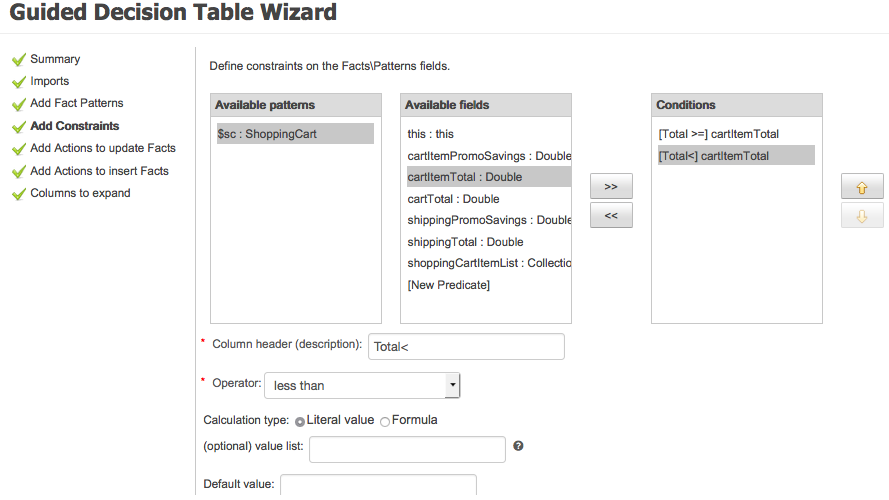 Guided Decision Table Wizard
Summary
Imports
Add Fact Patterns
Add Constraints
Add Actions to update Facts
Add Actions to insert Facts
Columns to expand
Define constraints on the Facts\Patterns fields.
Available patterns
$sc : ShoppingCart
Available fields
this : this
cartItemPromoSavings : Double
cartItemTotal : Double
cartTotal : Double
shippingPromoSavings : Double
shippingTotal : Double
shoppingCartItemList : Collectio
[New Predicate]
>>
<<
Conditions
[Total >=] cartItemTotal
[Total<] cartItemTotal
* Column header (description): Total<
* Operator: less than
Calculation type: Literal value Formula
(optional) value list: ?
Default value: